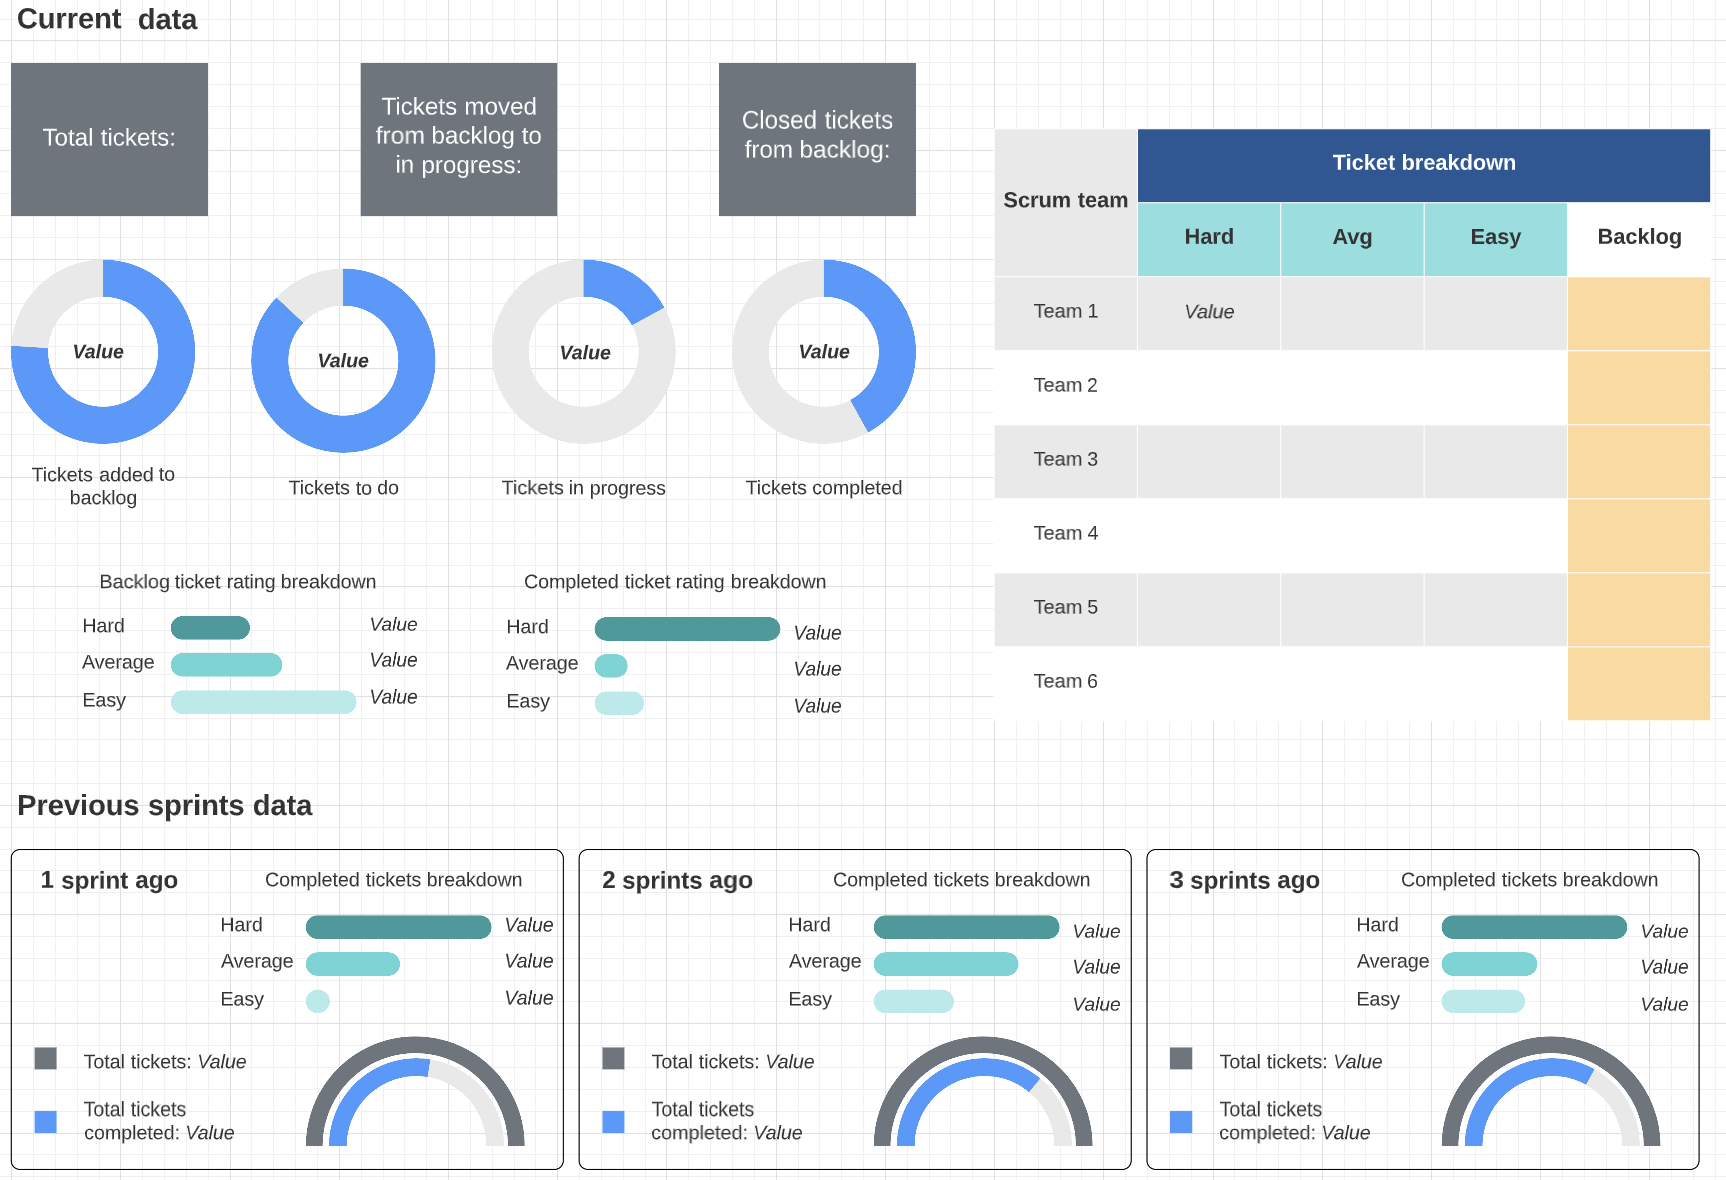 Current data
Total tickets:
Tickets moved
from backlog to
in progress:
Closed tickets
from backlog:
Value
Value
Value
Value
Tickets added to
backlog
Tickets to do
Tickets in progress
Tickets completed
Backlog ticket rating breakdown
Hard Value
Average Value
Easy Value
Completed ticket rating breakdown
Hard Value
Average Value
Easy Value
Scrum team
Ticket breakdown
Hard Avg Easy Backlog
Team 1 Value
Team 2
Team 3
Team 4
Team 5
Team 6
Previous sprints data
1 sprint ago
Completed tickets breakdown
Hard Value
Average Value
Easy Value
Total tickets: Value
Total tickets
completed: Value
2 sprints ago
Completed tickets breakdown
Hard Value
Average Value
Easy Value
Total tickets: Value
Total tickets
completed: Value
3 sprints ago
Completed tickets breakdown
Hard Value
Average Value
Easy Value
Total tickets: Value
Total tickets
completed: Value